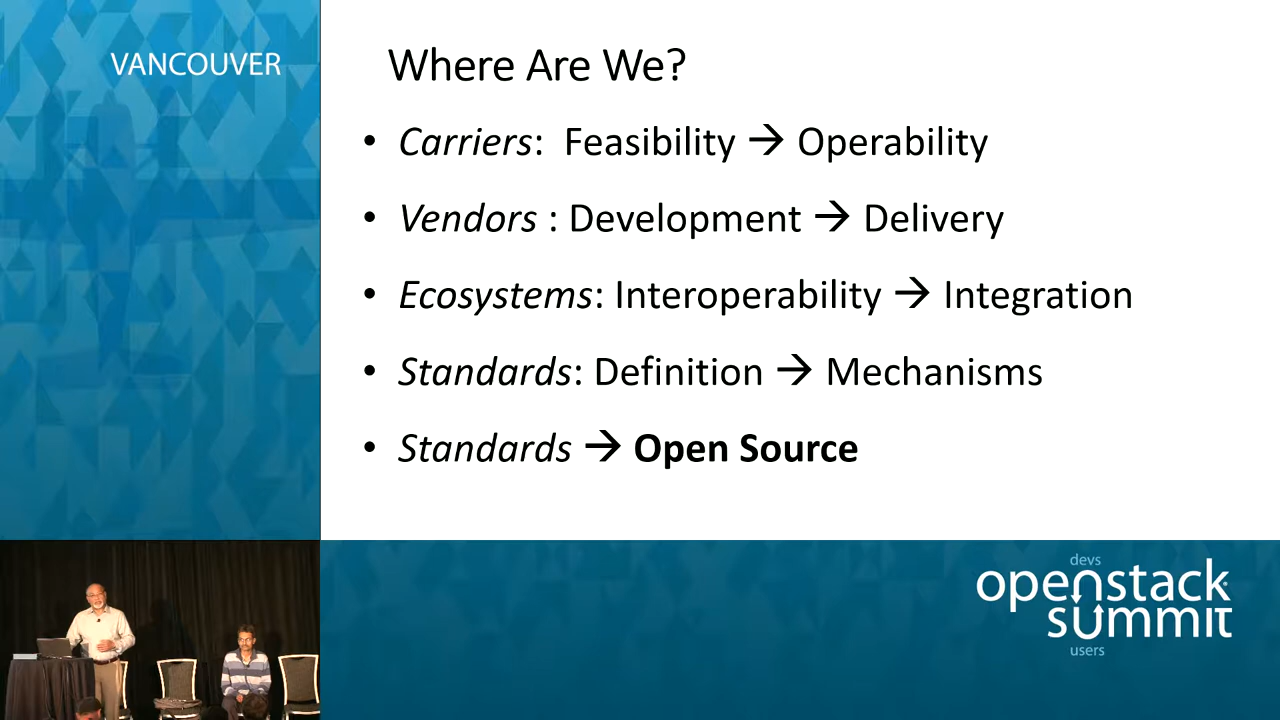 VANCOUVER
Where Are We?
• Carriers: Feasibility → Operability
• Vendors : Development → Delivery
• Ecosystems: Interoperability → Integration
• Standards: Definition → Mechanisms
• Standards → Open Source
devs
openstack
summit
users